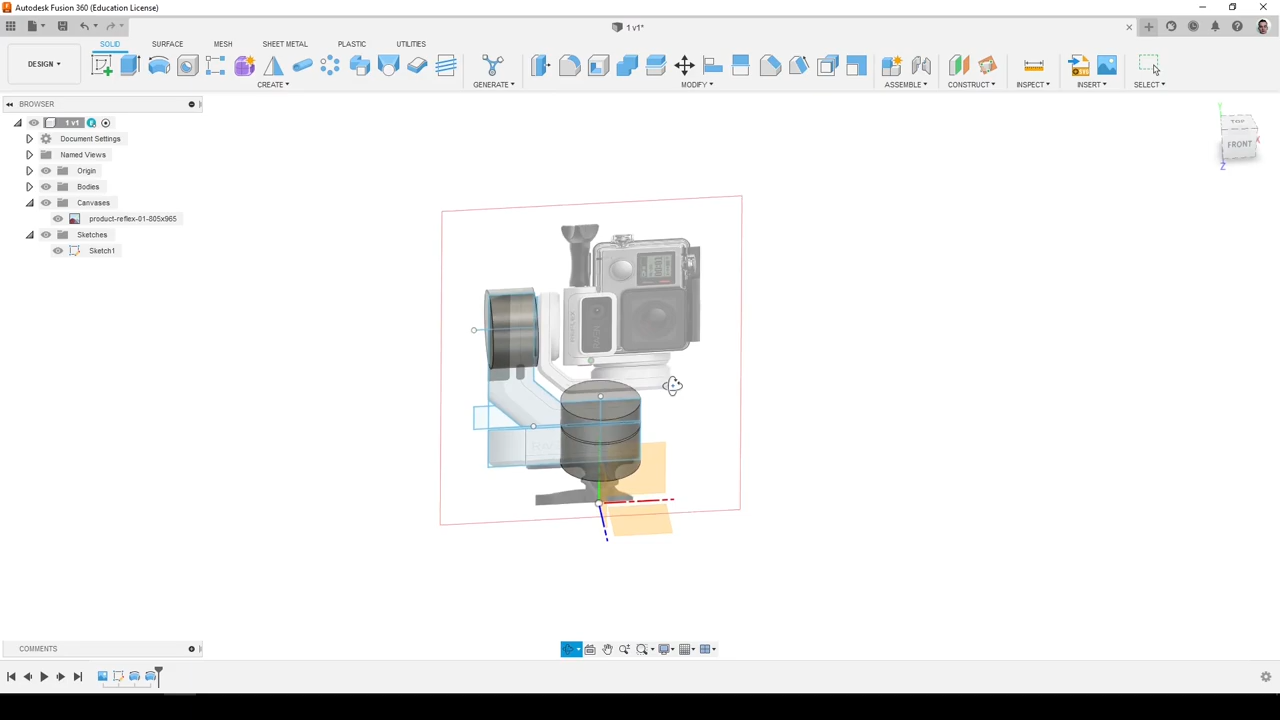 Autodesk Fusion 360 (Education License)
1 v1*
DESIGN
SOLID
SURFACE
MESH
SHEET METAL
PLASTIC
UTILITIES
CREATE
GENERATE
MODIFY
ASSEMBLE
CONSTRUCT
INSPECT
INSERT
SELECT
BROWSER
1 v1
Document Settings
Named Views
Origin
Bodies
Canvases
product-reflex-01-805x965
Sketches
Sketch1
TOP
FRONT
Y
X
Z
COMMENTS